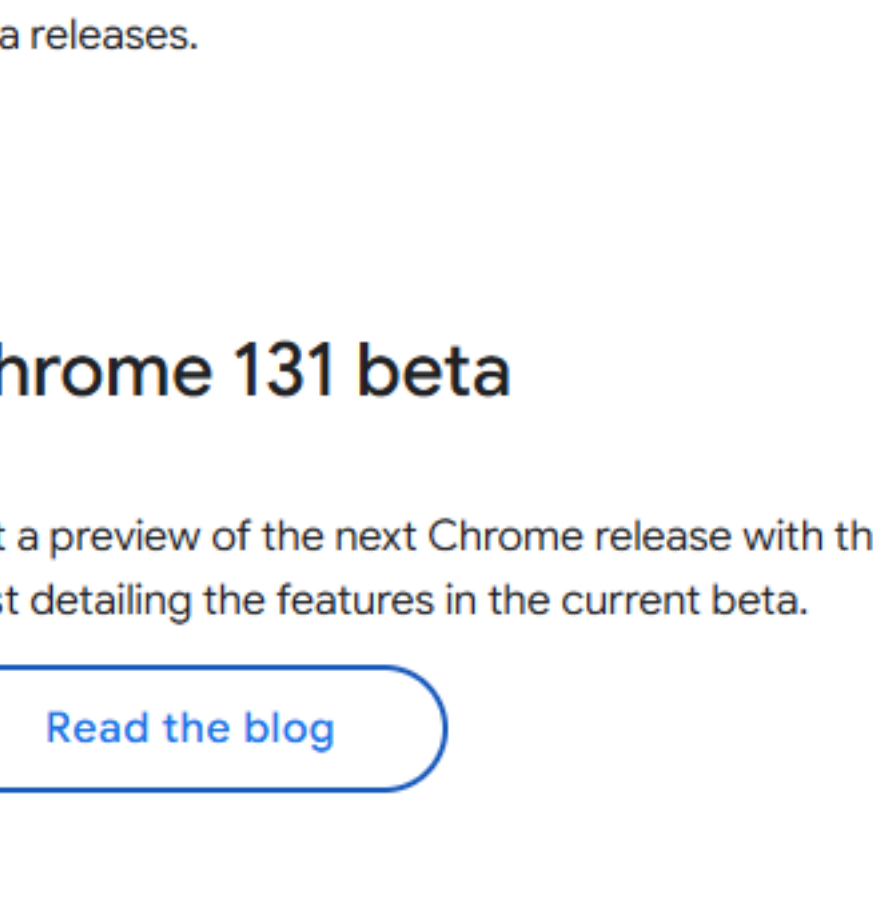 a releases.
hrome 131 beta
t a preview of the next Chrome release with th
st detailing the features in the current beta.
Read the blog